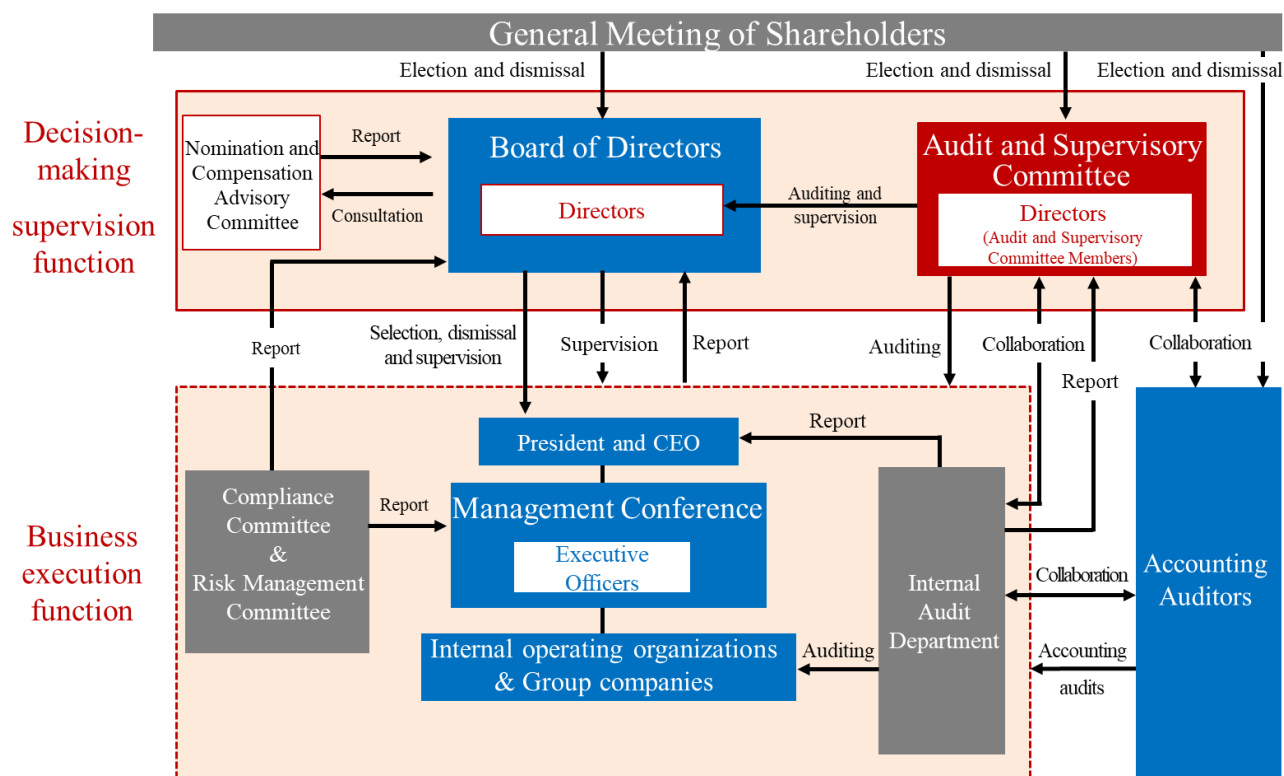 General Meeting of Shareholders
Election and dismissal
Election and dismissal
Election and dismissal
Decision-
making
supervision
function
Nomination and
Compensation
Advisory
Committee
Report
Consultation
Board of Directors
Directors
Auditing and
supervision
Audit and Supervisory
Committee
Directors
(Audit and Supervisory
Committee Members)
Report
Selection, dismissal
and supervision
Supervision
Report
Auditing
Collaboration
Report
Collaboration
Business
execution
function
President and CEO
Report
Compliance
Committee
&
Risk Management
Committee
Report
Management Conference
Executive
Officers
Internal operating organizations
& Group companies
Auditing
Internal
Audit
Department
Collaboration
Accounting
audits
Accounting
Auditors